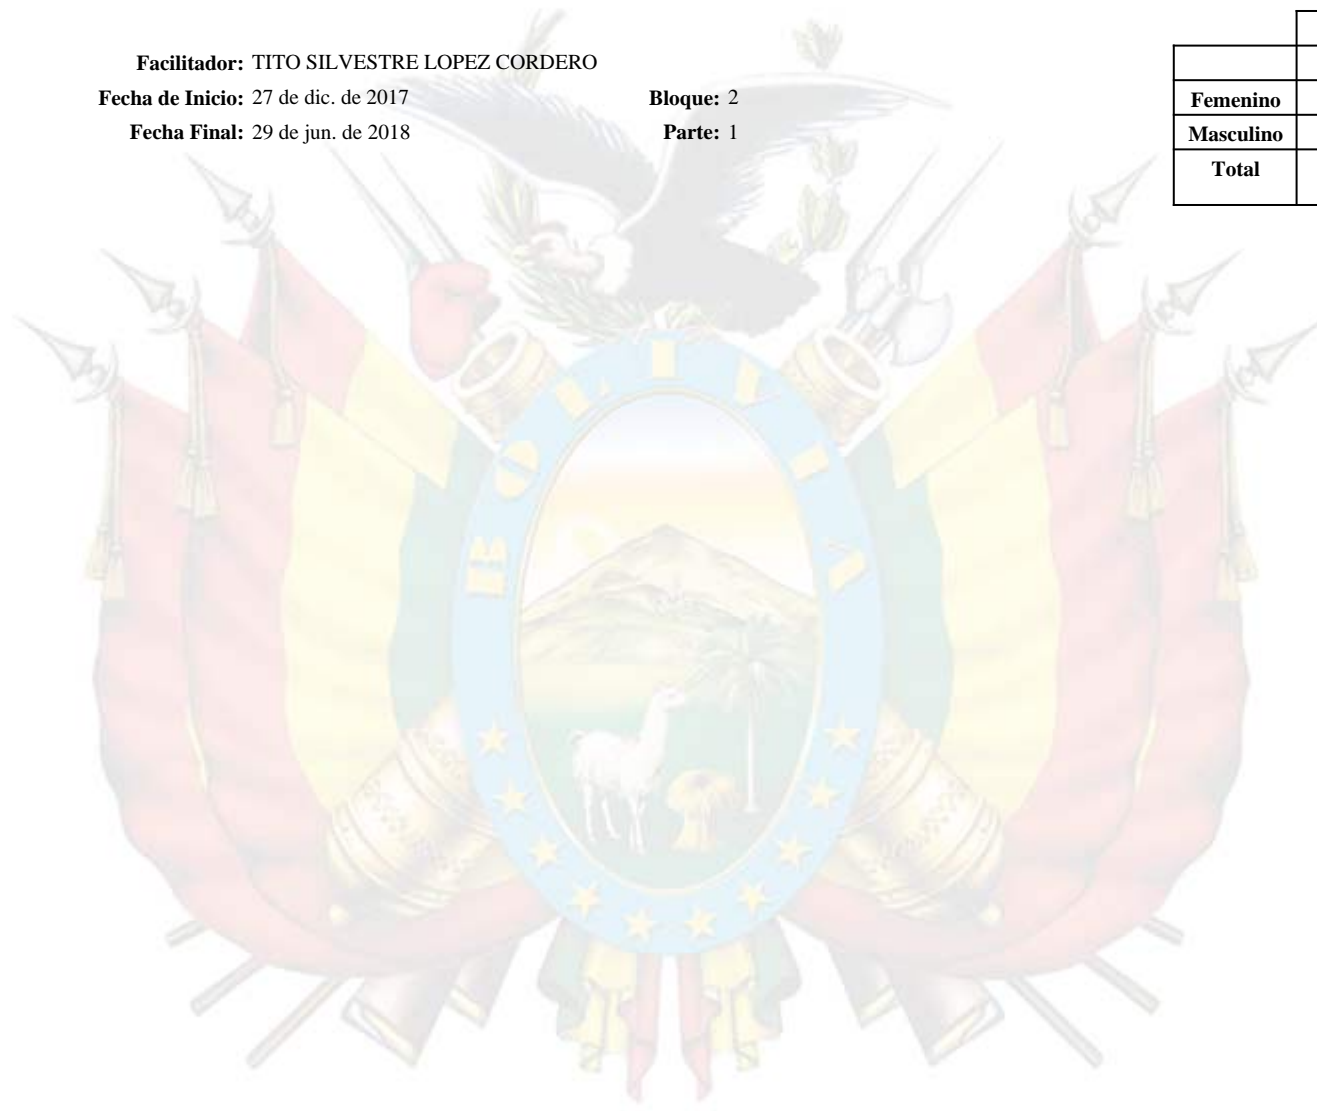 Facilitador: TITO SILVESTRE LOPEZ CORDERO
Fecha de Inicio: 27 de dic. de 2017 Bloque: 2
Fecha Final: 29 de jun. de 2018 Parte: 1
Femenino
Masculino
Total
BOLIVIA